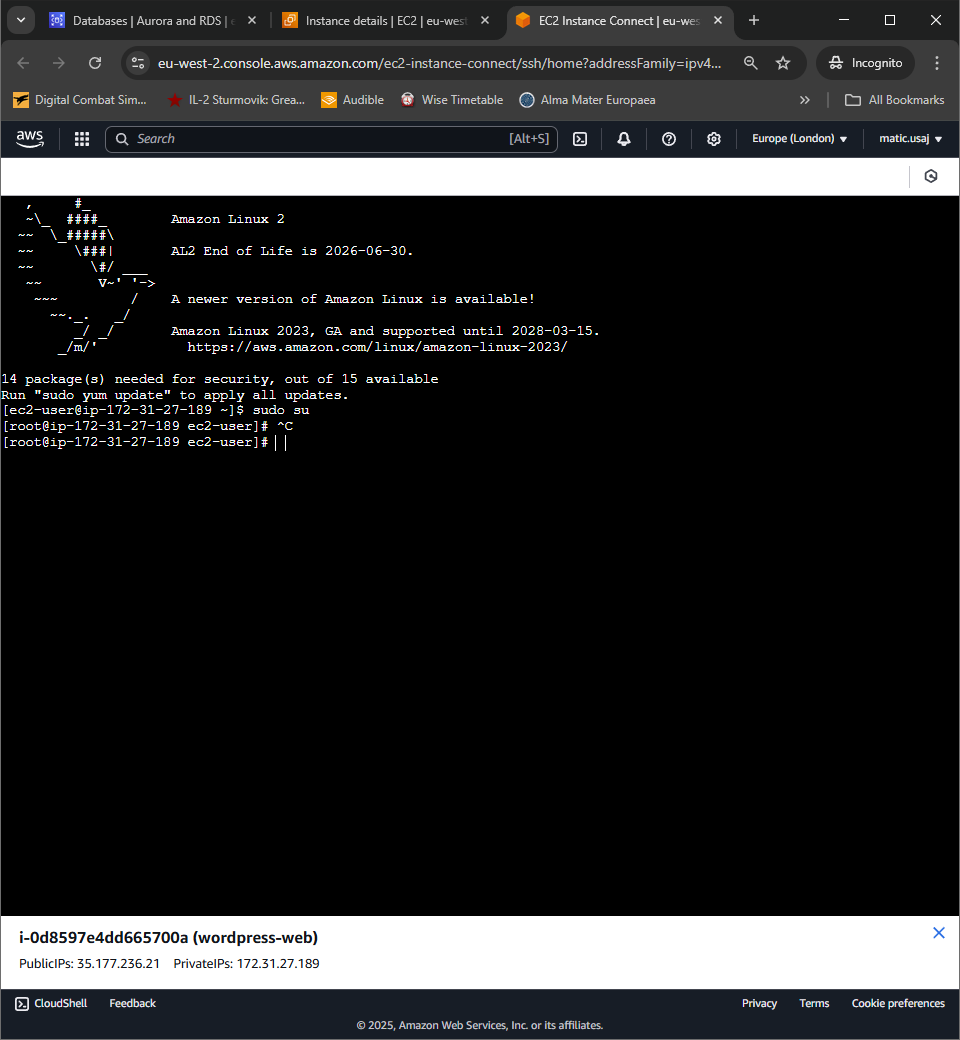 Databases | Aurora and RDS | e
Instance details | EC2 | eu-west
EC2 Instance Connect | eu-wes
eu-west-2.console.aws.amazon.com/ec2-instance-connect/ssh/home?addressFamily=ipv4...
Incognito
Digital Combat Sim...
IL-2 Sturmovik: Grea...
Audible
Wise Timetable
Alma Mater Europaea
All Bookmarks
aws
Search
[Alt+S]
Europe (London)
matic.usaj
   ,     #_
   ~\_  ####_        Amazon Linux 2
  ~~  \_#####\
  ~~     \###|       AL2 End of Life is 2026-06-30.
  ~~       \#/ ___
   ~~       V~' '->
    ~~~         /    A newer version of Amazon Linux is available!
      ~~._.   _/
         _/ _/       Amazon Linux 2023, GA and supported until 2028-03-15.
       _/m/'           https://aws.amazon.com/linux/amazon-linux-2023/
14 package(s) needed for security, out of 15 available
Run "sudo yum update" to apply all updates.
[ec2-user@ip-172-31-27-189 ~]$ sudo su
[root@ip-172-31-27-189 ec2-user]# ^C
[root@ip-172-31-27-189 ec2-user]#
i-0d8597e4dd665700a (wordpress-web)
PublicIPs: 35.177.236.21 PrivateIPs: 172.31.27.189
CloudShell
Feedback
Privacy
Terms
Cookie preferences
© 2025, Amazon Web Services, Inc. or its affiliates.